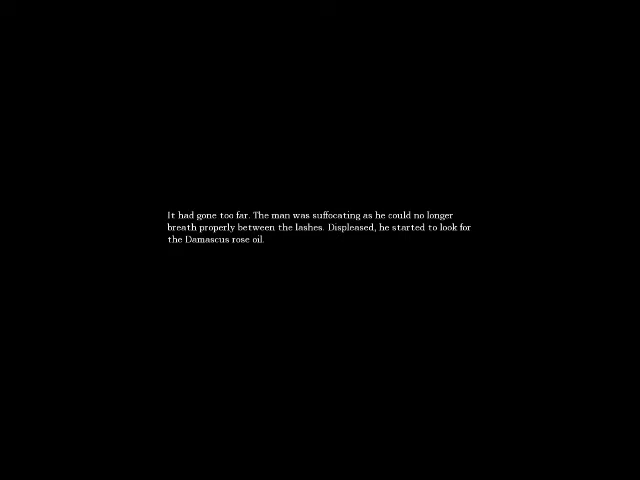 It had gone too far. The man was suffocating as he could no longer
breath properly between the lashes. Displeased, he started to look for
the Damascus rose oil.